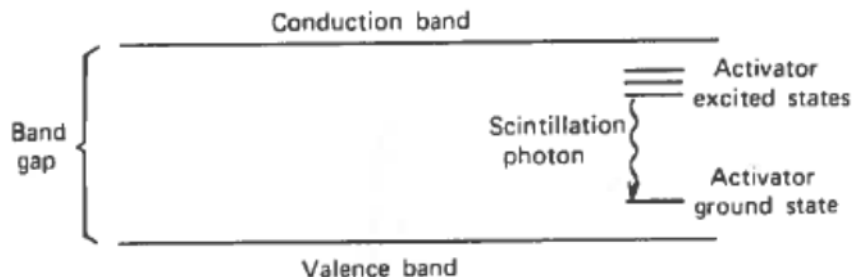 Conduction band
Activator
excited states
Band
gap
Scintillation
photon
Activator
ground state
Valence band